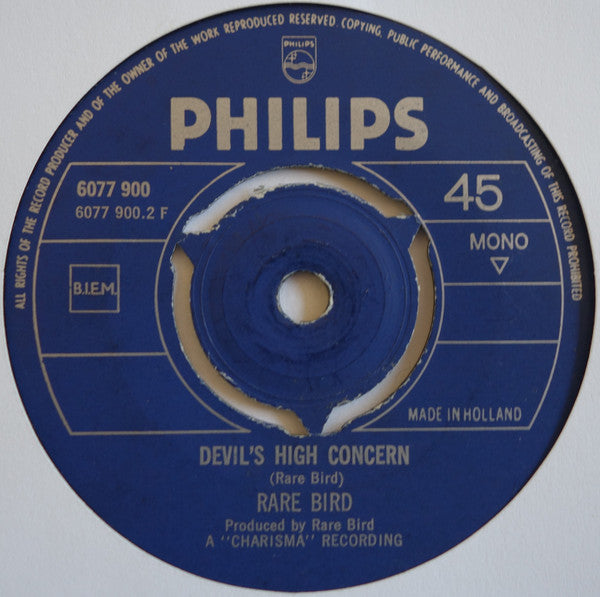 ALL RIGHTS OF THE RECORD PRODUCER AND OF THE OWNER OF THE WORK REPRODUCED RESERVED. COPYING, PUBLIC PERFORMANCE AND BROADCASTING OF THIS RECORD PROHIBITED
PHILIPS
PHILIPS
6077 900
45
6077 900.2 F
MONO
B.I.E.M.
MADE IN HOLLAND
DEVIL'S HIGH CONCERN
(Rare Bird)
RARE BIRD
Produced by Rare Bird
A "CHARISMA" RECORDING